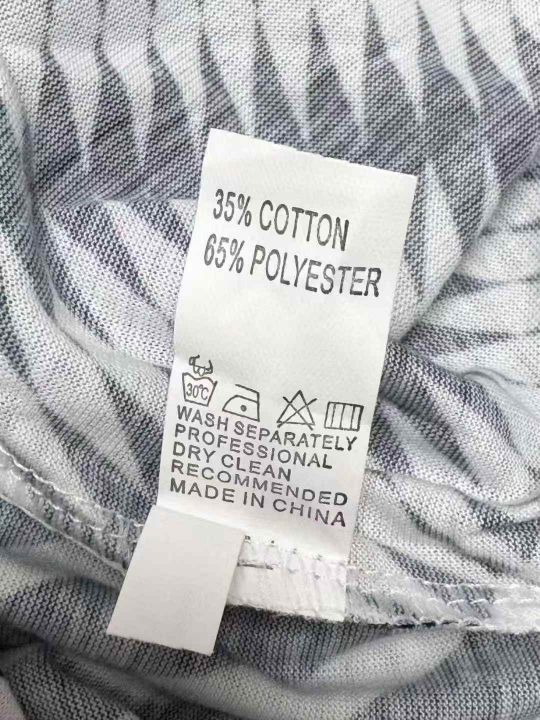 35% COTTON
65% POLYESTER
30℃
WASH SEPARATELY
PROFESSIONAL
DRY CLEAN
RECOMMENDED
MADE IN CHINA